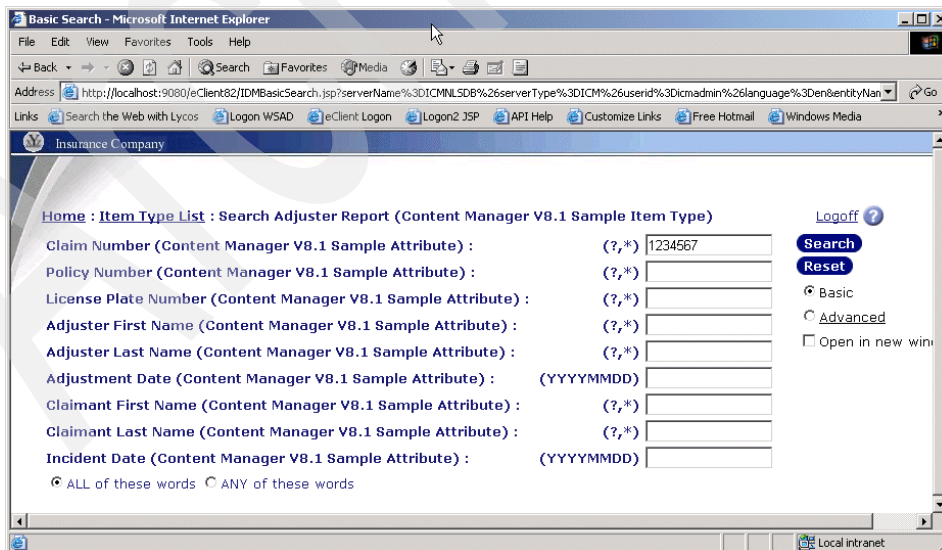 Basic Search - Microsoft Internet Explorer
File Edit View Favorites Tools Help
Back Search Favorites Media
Address http://localhost:9080/eClient82/IDMBasicSearch.jsp?serverName%3DICMNLSDB%26serverType%3DICM%26userid%3Dicmadmin%26language%3Den&entityNan Go
Links Search the Web with Lycos Logon WSAD eClient Logon Logon2 JSP API Help Customize Links Free Hotmail Windows Media
Insurance Company
Home : Item Type List : Search Adjuster Report (Content Manager V8.1 Sample Item Type) Logoff ?
Claim Number (Content Manager V8.1 Sample Attribute) : (?,*) 1234567 Search
Policy Number (Content Manager V8.1 Sample Attribute) : (?,*) Reset
License Plate Number (Content Manager V8.1 Sample Attribute) : (?,*) Basic
Adjuster First Name (Content Manager V8.1 Sample Attribute) : (?,*) Advanced
Adjuster Last Name (Content Manager V8.1 Sample Attribute) : (?,*) Open in new win
Adjustment Date (Content Manager V8.1 Sample Attribute) : (YYYYMMDD)
Claimant First Name (Content Manager V8.1 Sample Attribute) : (?,*)
Claimant Last Name (Content Manager V8.1 Sample Attribute) : (?,*)
Incident Date (Content Manager V8.1 Sample Attribute) : (YYYYMMDD)
ALL of these words ANY of these words
Local intranet